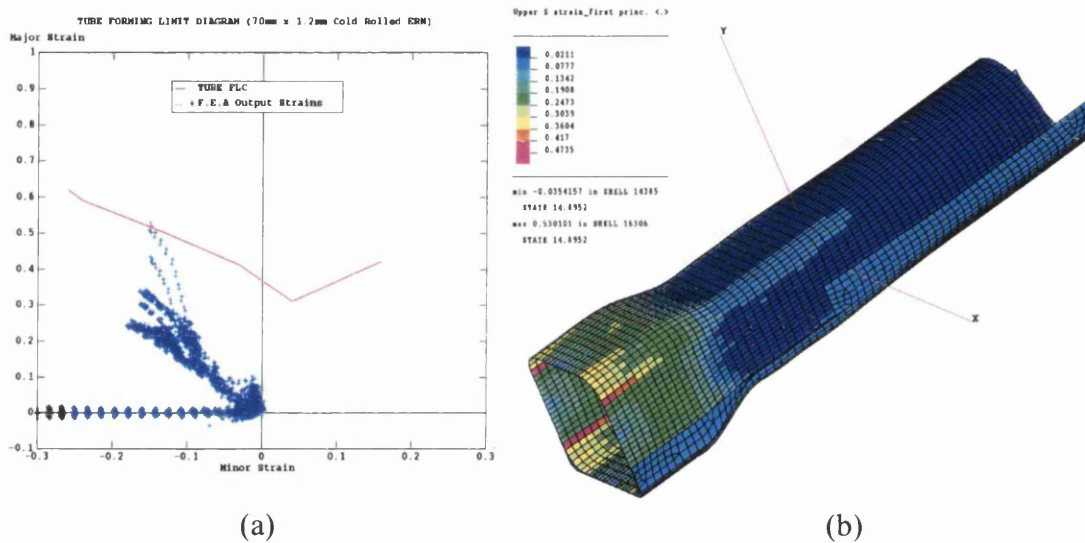 TUBE FORMING LIMIT DIAGRAM (70mm x 1.2mm Cold Rolled ERW)
Major Strain
1
0.9
0.8
0.7
0.6
0.5
0.4
0.3
0.2
0.1
0
-0.1
TUBE FLC
+ F.E.A Output Strains
-0.3
-0.2
-0.1
0
0.1
0.2
0.3
Minor Strain
(a)
Upper S strain_first princ. <.>
0.0211
0.0777
0.1342
0.1908
0.2473
0.3039
0.3604
0.417
0.4735
min -0.0354157 in SHELL 14385
STATE 14.8952
max 0.530101 in SHELL 16306
STATE 14.8952
Y
X
(b)